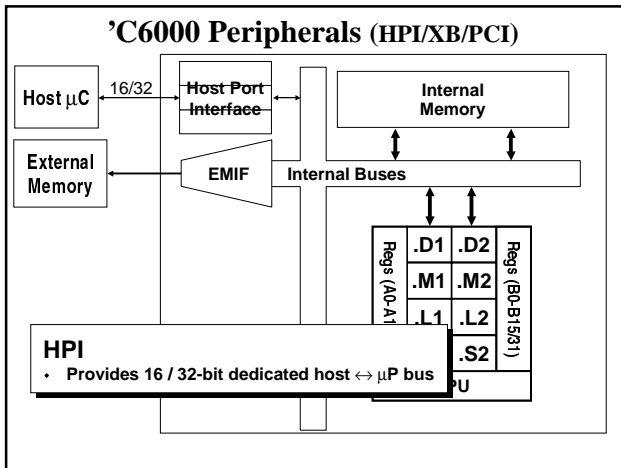 ’C6000 Peripherals (HPI/XB/PCI)
Host µC
16/32
Host Port
Interface
Internal
Memory
External
Memory
EMIF
Internal Buses
Regs (A0-A1
.D1
.D2
.M1
.M2
.L1
.L2
.S2
Regs (B0-B15/31)
PU
HPI
• Provides 16 / 32-bit dedicated host ↔ µP bus